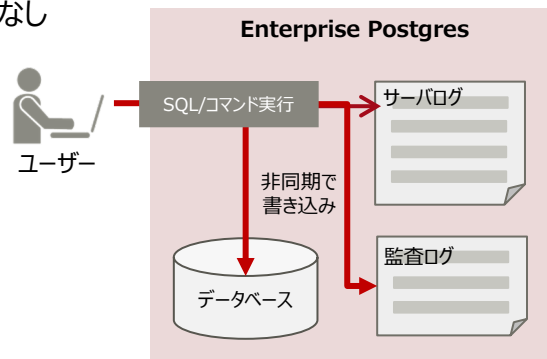 なし
Enterprise Postgres
SQL/コマンド実行
サーバログ
ユーザー
非同期で
書き込み
監査ログ
データベース